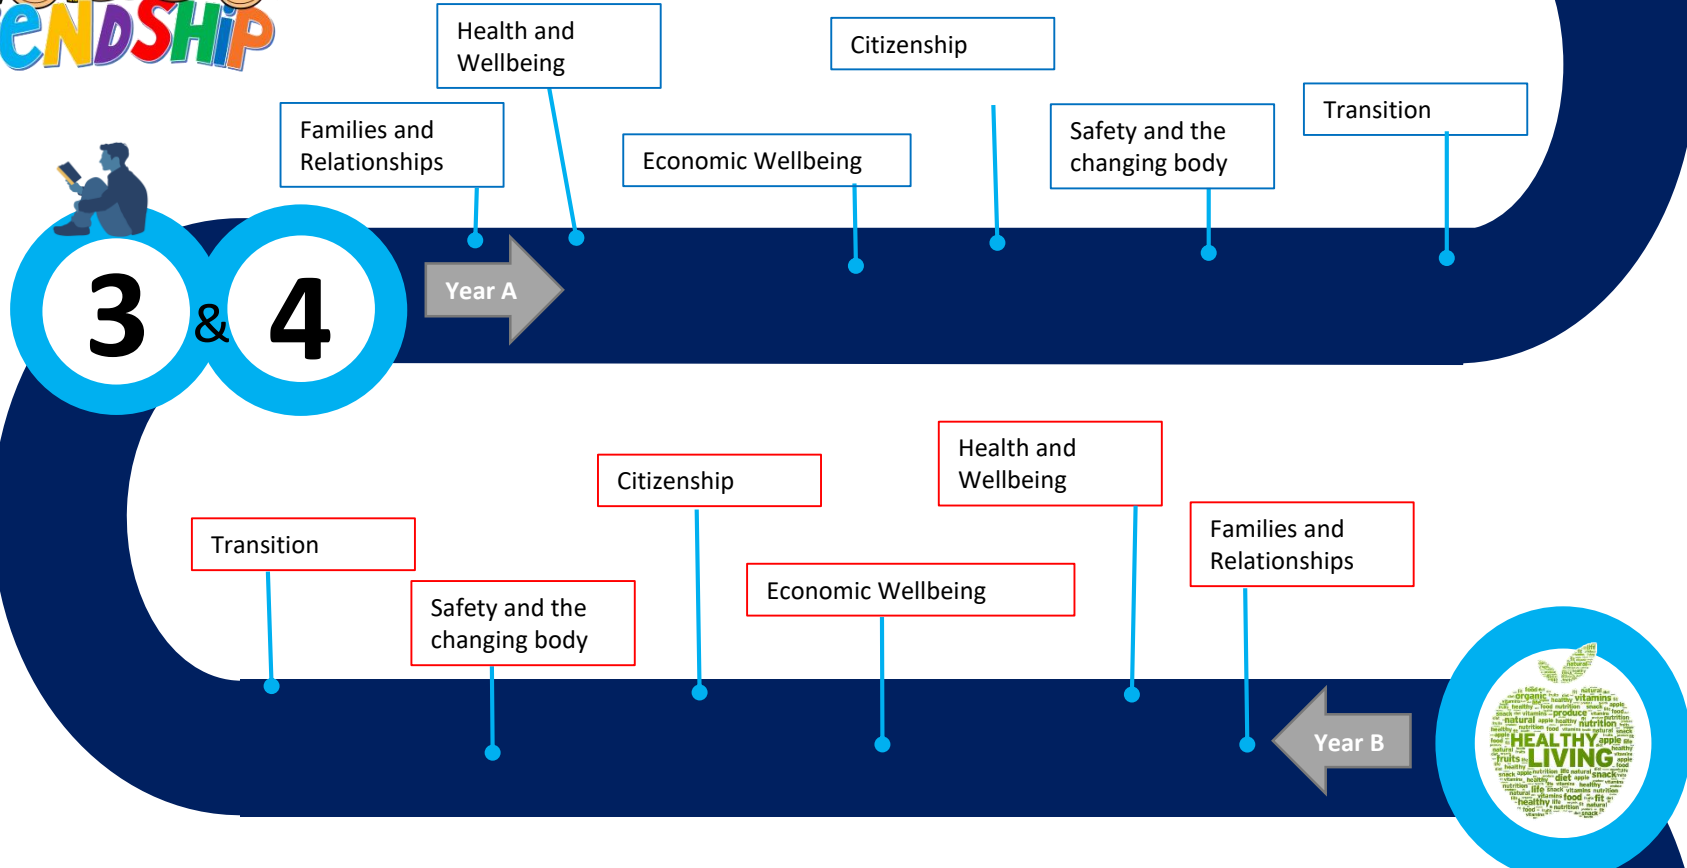 ENDSHiP
Health and
Wellbeing
Citizenship
Families and
Relationships
Economic Wellbeing
Safety and the
changing body
Transition
3 & 4
Year A
Health and
Wellbeing
Citizenship
Families and
Relationships
Transition
Economic Wellbeing
Safety and the
changing body
Year B
HEALTHY
LIVING